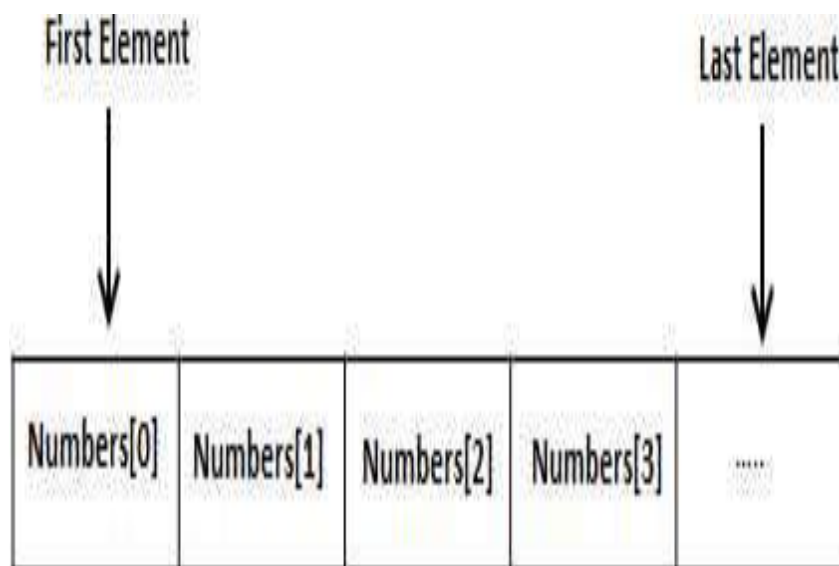 First Element
Last Element
Numbers[0] Numbers[1] Numbers[2] Numbers[3] .....